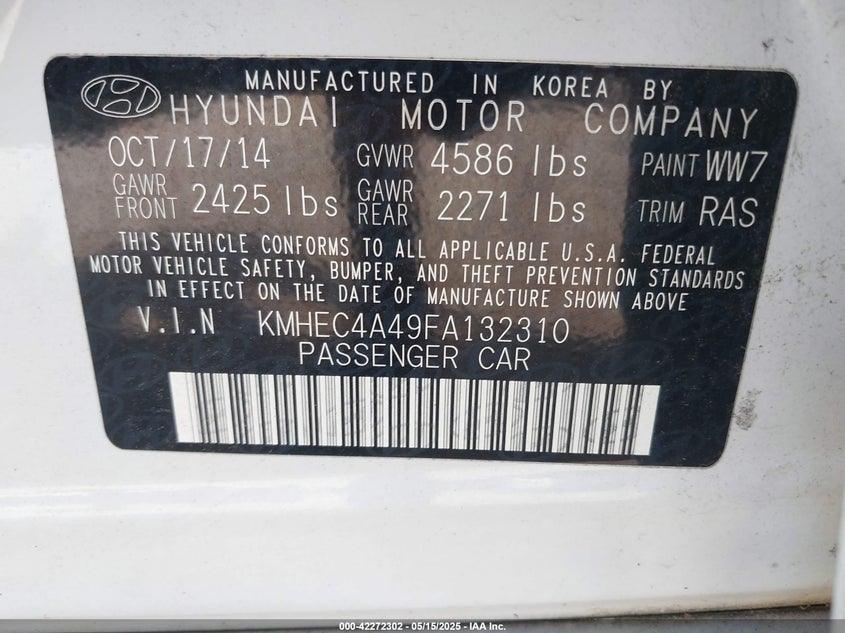 MANUFACTURED IN KOREA BY
HYUNDAI MOTOR COMPANY
OCT/17/14 GVWR 4586 lbs PAINT WW7
GAWR FRONT 2425 lbs GAWR REAR 2271 lbs TRIM RAS
THIS VEHICLE CONFORMS TO ALL APPLICABLE U.S.A. FEDERAL
MOTOR VEHICLE SAFETY, BUMPER, AND THEFT PREVENTION STANDARDS
IN EFFECT ON THE DATE OF MANUFACTURE SHOWN ABOVE
V.I.N KMHEC4A49FA132310
PASSENGER CAR
000-42272302 - 05/15/2025 - IAA Inc.